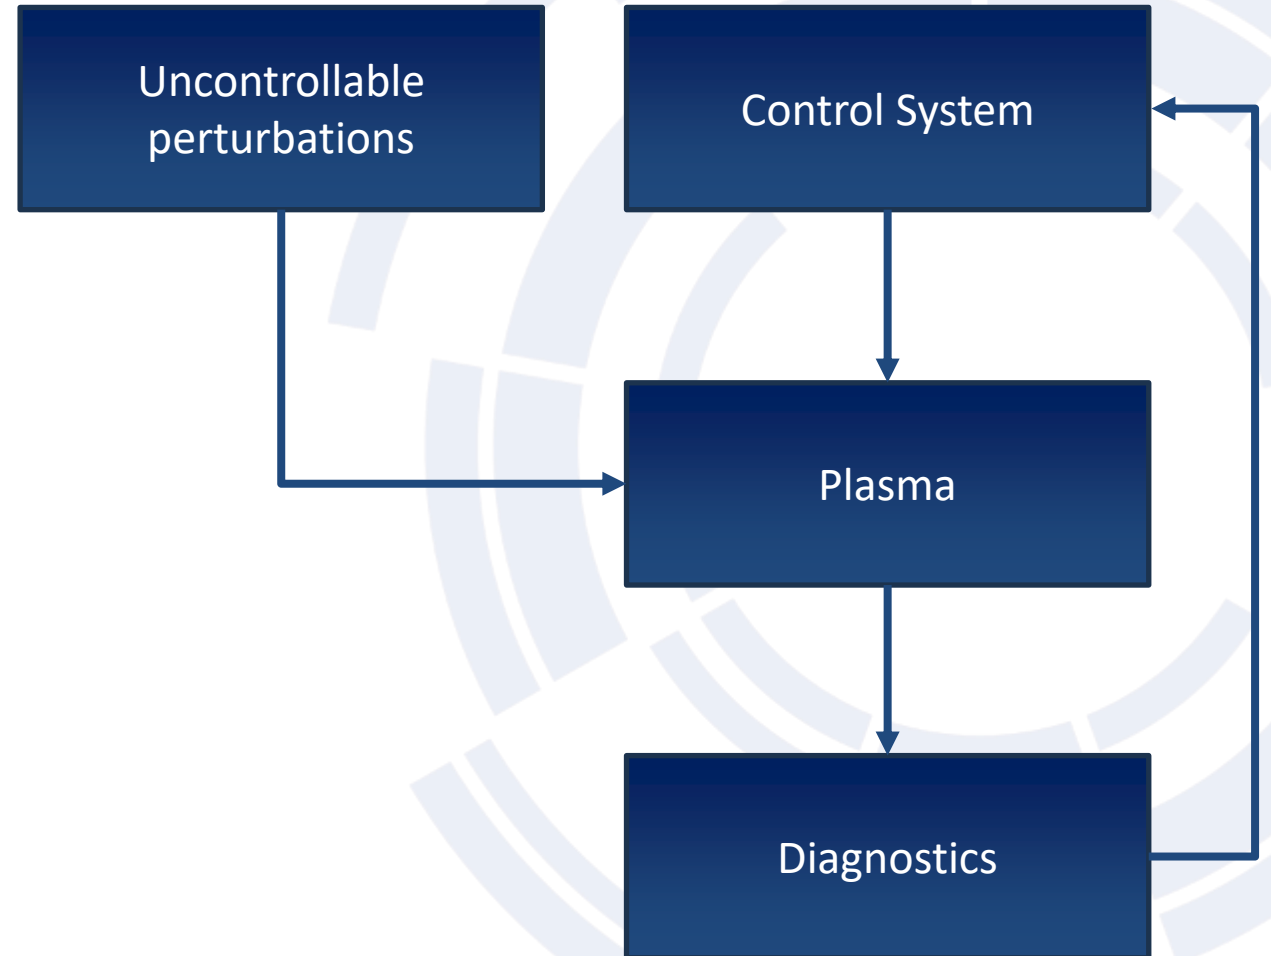 Uncontrollable
perturbations
Control System
Plasma
Diagnostics